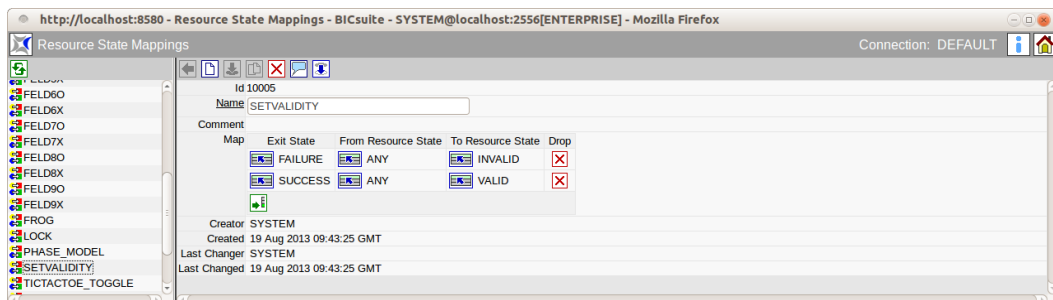 http://localhost:8580 - Resource State Mappings - BICsuite - SYSTEM@localhost:2556[ENTERPRISE] - Mozilla Firefox
Resource State Mappings
Connection: DEFAULT
FELD6O
FELD6X
FELD7O
FELD7X
FELD8O
FELD8X
FELD9O
FELD9X
FROG
LOCK
PHASE_MODEL
SETVALIDITY
TICTACTOE_TOGGLE
Id 10005
Name SETVALIDITY
Comment
Map Exit State From Resource State To Resource State Drop
FAILURE ANY INVALID
SUCCESS ANY VALID
Creator SYSTEM
Created 19 Aug 2013 09:43:25 GMT
Last Changer SYSTEM
Last Changed 19 Aug 2013 09:43:25 GMT